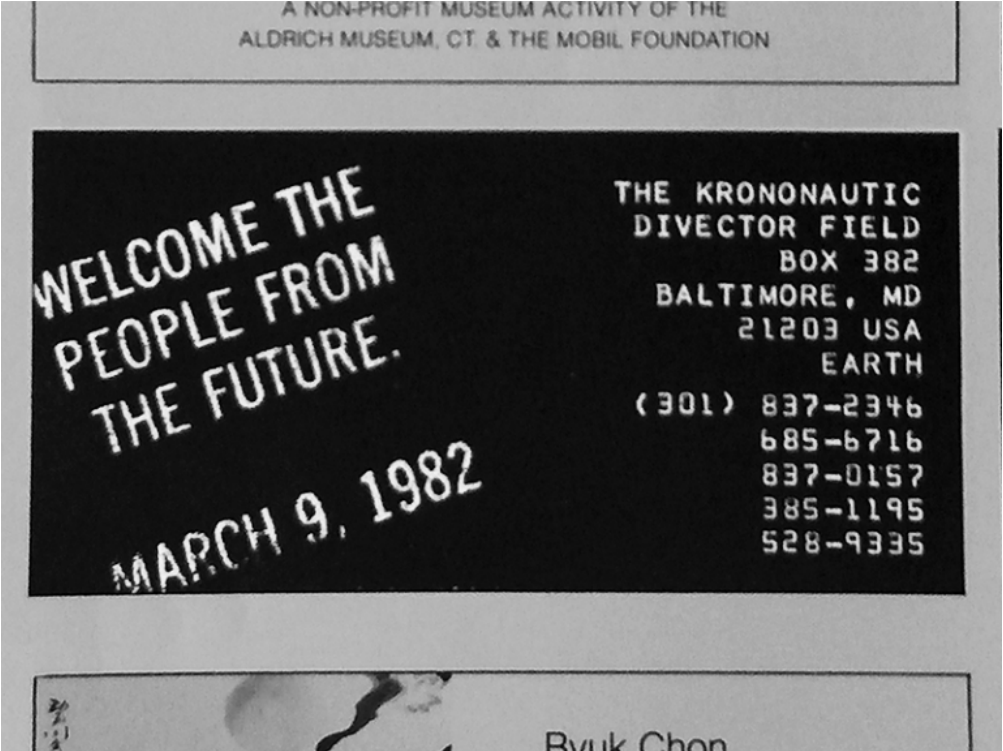 A NON-PROFIT MUSEUM ACTIVITY OF THE
ALDRICH MUSEUM, CT. & THE MOBIL FOUNDATION
WELCOME THE
PEOPLE FROM
THE FUTURE.
MARCH 9, 1982
THE KRONONAUTIC
DIVECTOR FIELD
BOX 382
BALTIMORE, MD
21203 USA
EARTH
(301) 837-2346
685-6716
837-0157
385-1195
528-9335
Byuk Chon